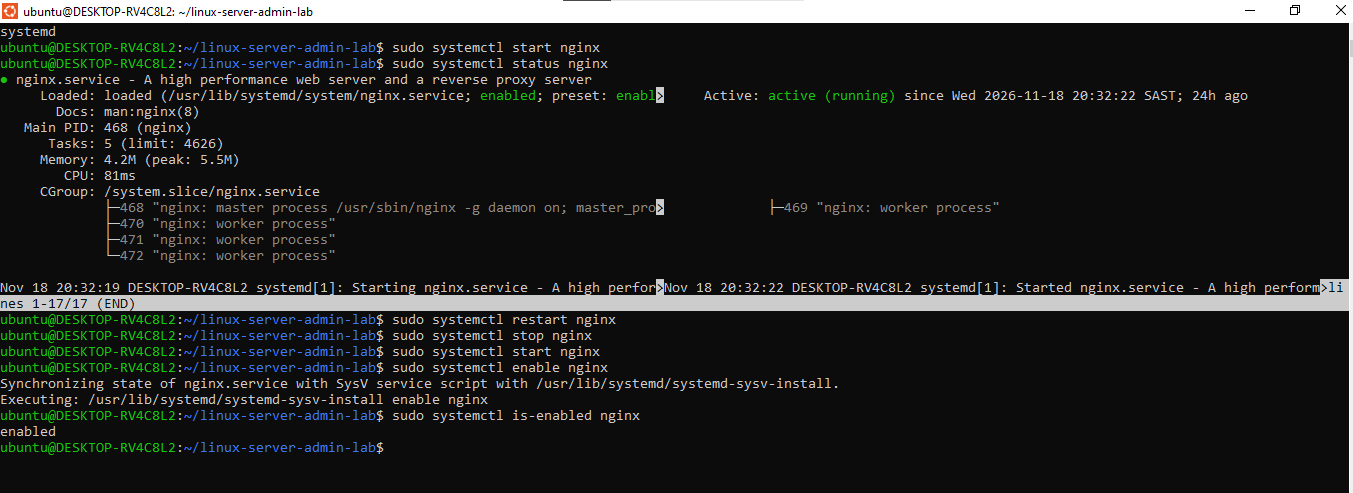 ubuntu@DESKTOP-RV4C8L2: ~/linux-server-admin-lab
systemd
ubuntu@DESKTOP-RV4C8L2:~/linux-server-admin-lab$ sudo systemctl start nginx
ubuntu@DESKTOP-RV4C8L2:~/linux-server-admin-lab$ sudo systemctl status nginx
● nginx.service - A high performance web server and a reverse proxy server
     Loaded: loaded (/usr/lib/systemd/system/nginx.service; enabled; preset: enabl>     Active: active (running) since Wed 2026-11-18 20:32:22 SAST; 24h ago
       Docs: man:nginx(8)
   Main PID: 468 (nginx)
      Tasks: 5 (limit: 4626)
     Memory: 4.2M (peak: 5.5M)
        CPU: 81ms
     CGroup: /system.slice/nginx.service
             ├─468 "nginx: master process /usr/sbin/nginx -g daemon on; master_pro>             ├─469 "nginx: worker process"
             ├─470 "nginx: worker process"
             ├─471 "nginx: worker process"
             └─472 "nginx: worker process"
Nov 18 20:32:19 DESKTOP-RV4C8L2 systemd[1]: Starting nginx.service - A high perfor>Nov 18 20:32:22 DESKTOP-RV4C8L2 systemd[1]: Started nginx.service - A high perform>li
nes 1-17/17 (END)
ubuntu@DESKTOP-RV4C8L2:~/linux-server-admin-lab$ sudo systemctl restart nginx
ubuntu@DESKTOP-RV4C8L2:~/linux-server-admin-lab$ sudo systemctl stop nginx
ubuntu@DESKTOP-RV4C8L2:~/linux-server-admin-lab$ sudo systemctl start nginx
ubuntu@DESKTOP-RV4C8L2:~/linux-server-admin-lab$ sudo systemctl enable nginx
Synchronizing state of nginx.service with SysV service script with /usr/lib/systemd/systemd-sysv-install.
Executing: /usr/lib/systemd/systemd-sysv-install enable nginx
ubuntu@DESKTOP-RV4C8L2:~/linux-server-admin-lab$ sudo systemctl is-enabled nginx
enabled
ubuntu@DESKTOP-RV4C8L2:~/linux-server-admin-lab$